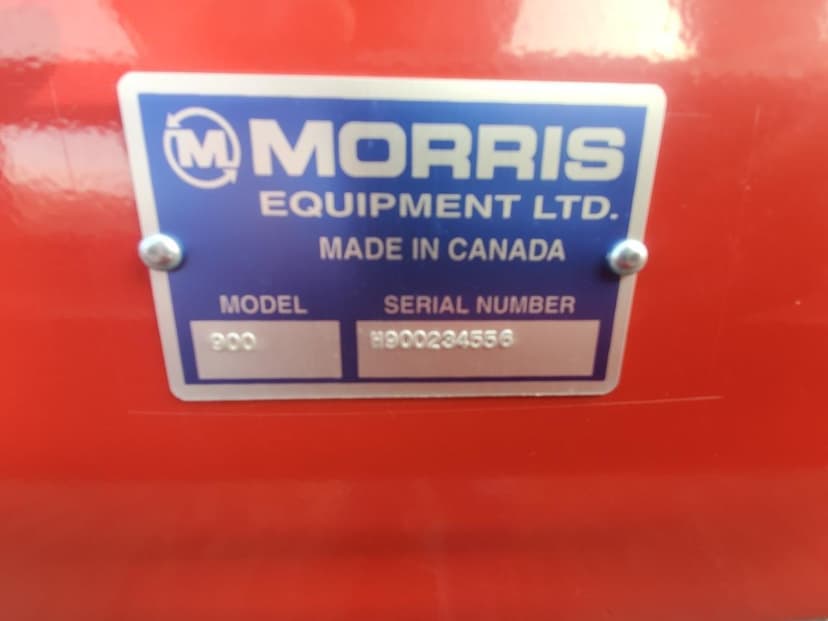 M MORRIS
EQUIPMENT LTD.
MADE IN CANADA
MODEL SERIAL NUMBER
900 H900234556